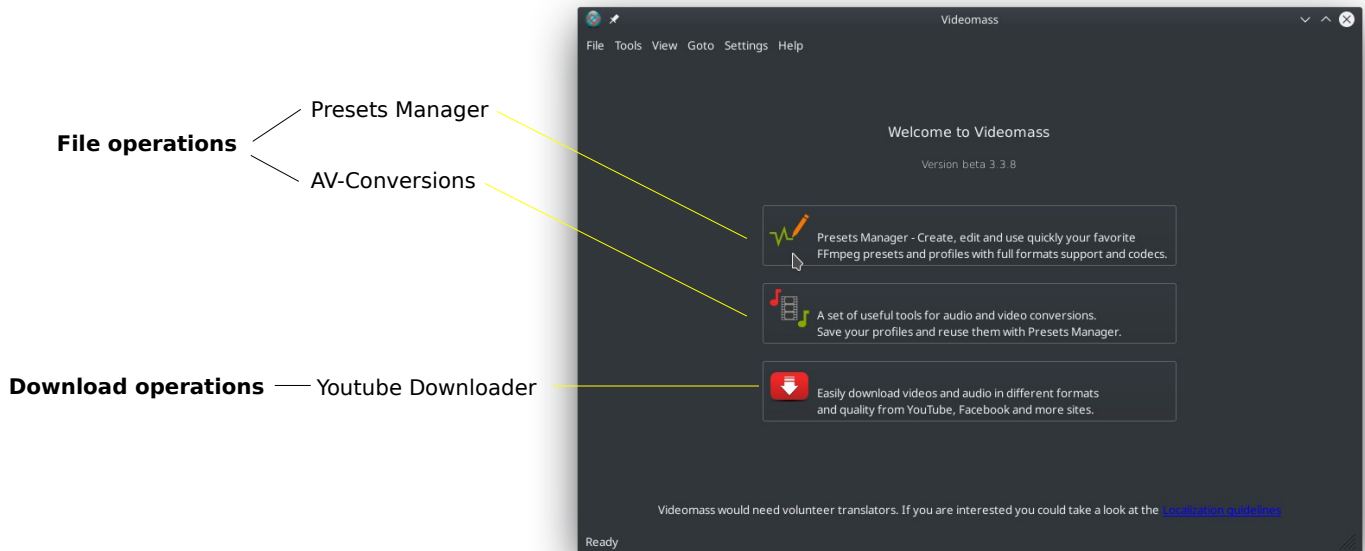 File operations
Presets Manager
AV-Conversions
Download operations
Youtube Downloader
Videomass
File Tools View Goto Settings Help
Welcome to Videomass
Version beta 3.3.8
Presets Manager - Create, edit and use quickly your favorite
FFmpeg presets and profiles with full formats support and codecs.
A set of useful tools for audio and video conversions.
Save your profiles and reuse them with Presets Manager.
Easily download videos and audio in different formats
and quality from YouTube, Facebook and more sites.
Videomass would need volunteer translators. If you are interested you could take a look at the Localization guidelines
Ready